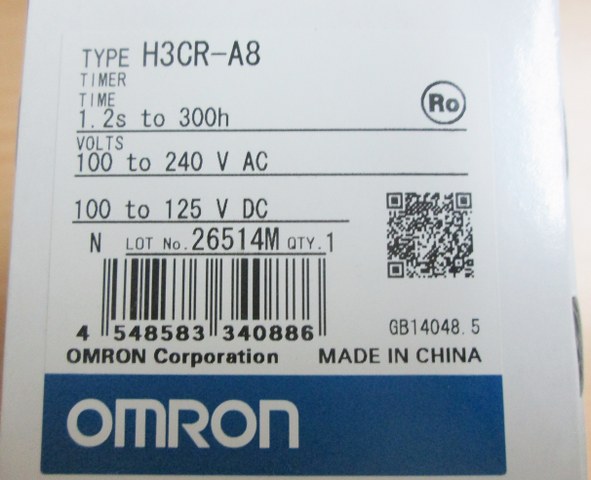 TYPE H3CR-A8
TIMER
TIME
1.2s to 300h
Ro
VOLTS
100 to 240 V AC
100 to 125 V DC
N LOT No. 26514M QTY. 1
4 548583 340886
GB14048.5
OMRON Corporation MADE IN CHINA
OMRON